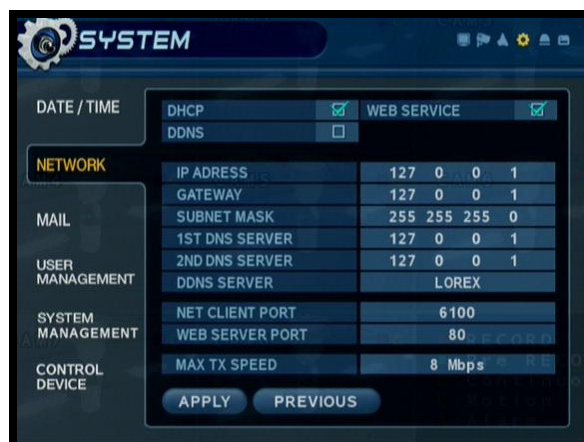 SYSTEM
DATE / TIME
DHCP WEB SERVICE
DDNS
NETWORK
IP ADRESS 127 0 0 1
GATEWAY 127 0 0 1
MAIL
SUBNET MASK 255 255 255 0
1ST DNS SERVER 127 0 0 1
2ND DNS SERVER 127 0 0 1
USER
MANAGEMENT
DDNS SERVER LOREX
NET CLIENT PORT 6100
SYSTEM
MANAGEMENT
WEB SERVER PORT 80
MAX TX SPEED 8 Mbps
CONTROL
DEVICE
APPLY PREVIOUS